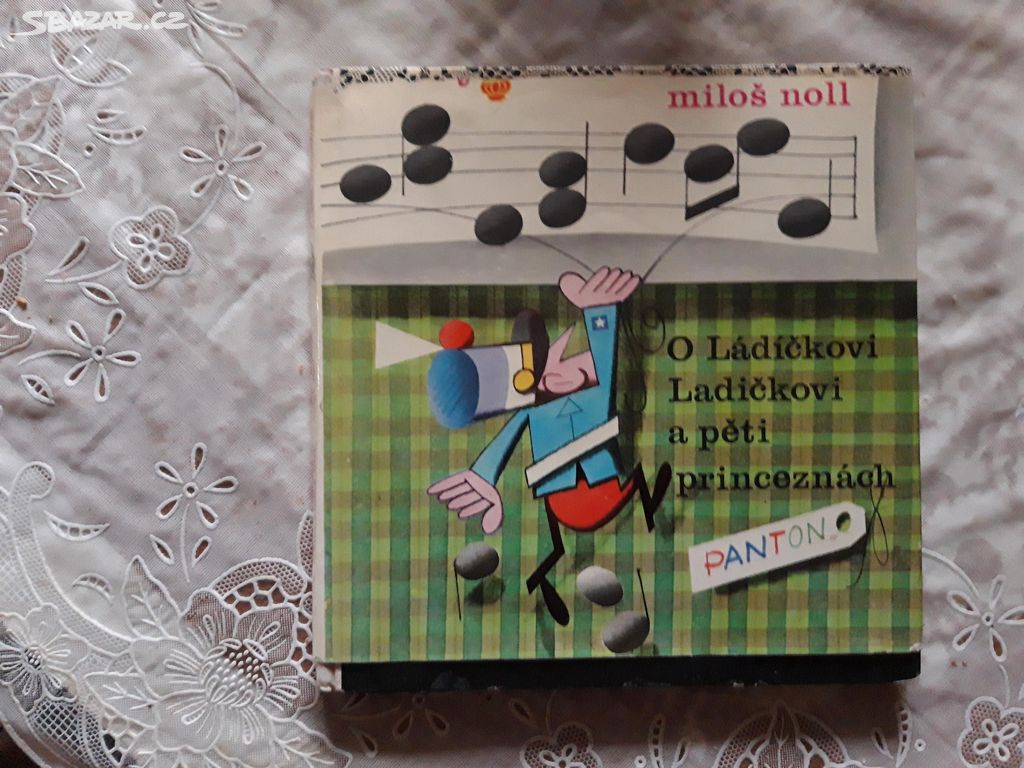 SBAZAR.CZ
miloš noll
O Ládíčkovi
Ladičkovi
a pěti
princeznách
PANTON